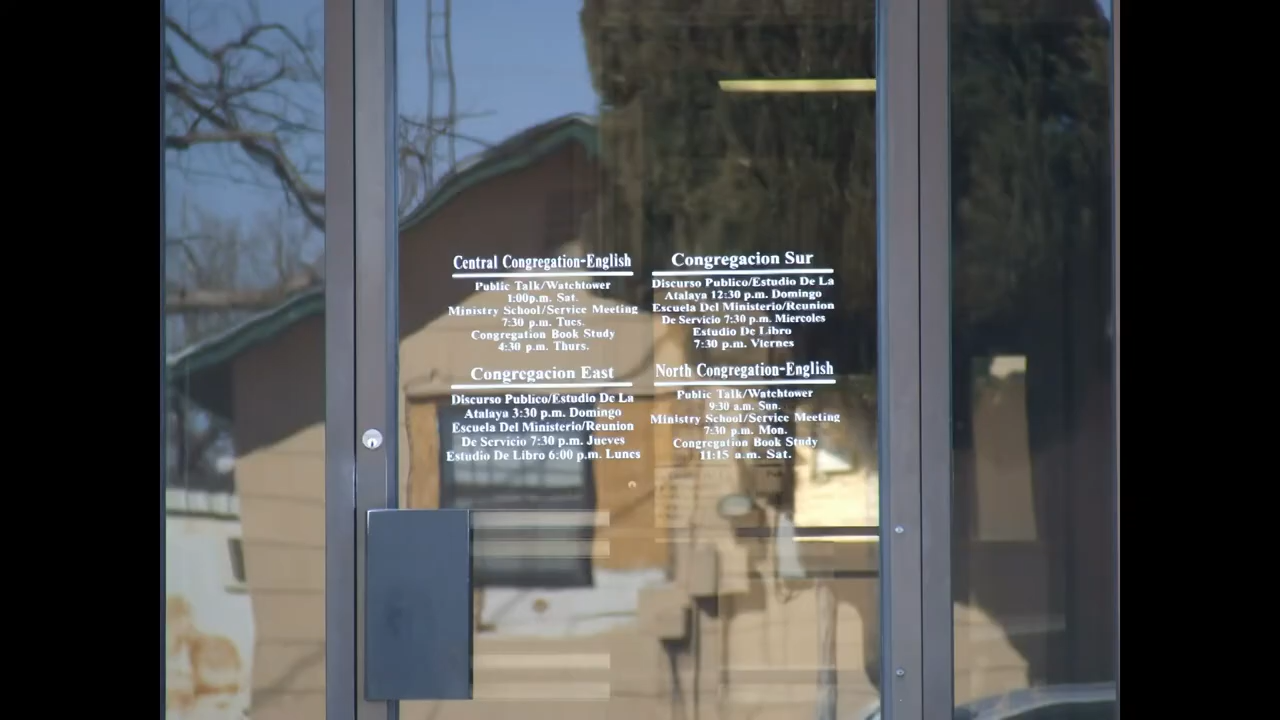 Central Congregation-English
Public Talk/Watchtower
1:00p.m. Sat.
Ministry School/Service Meeting
7:30 p.m. Tues.
Congregation Book Study
4:30 p.m. Thurs.
Congregacion East
Discurso Publico/Estudio De La
Atalaya 3:30 p.m. Domingo
Escuela Del Ministerio/Reunion
De Servicio 7:30 p.m. Jueves
Estudio De Libro 6:00 p.m. Lunes
Congregacion Sur
Discurso Publico/Estudio De La
Atalaya 12:30 p.m. Domingo
Escuela Del Ministerio/Reunion
De Servicio 7:30 p.m. Miercoles
Estudio De Libro
7:30 p.m. Viernes
North Congregation-English
Public Talk/Watchtower
9:30 a.m. Sun.
Ministry School/Service Meeting
7:30 p.m. Mon.
Congregation Book Study
11:15 a.m. Sat.